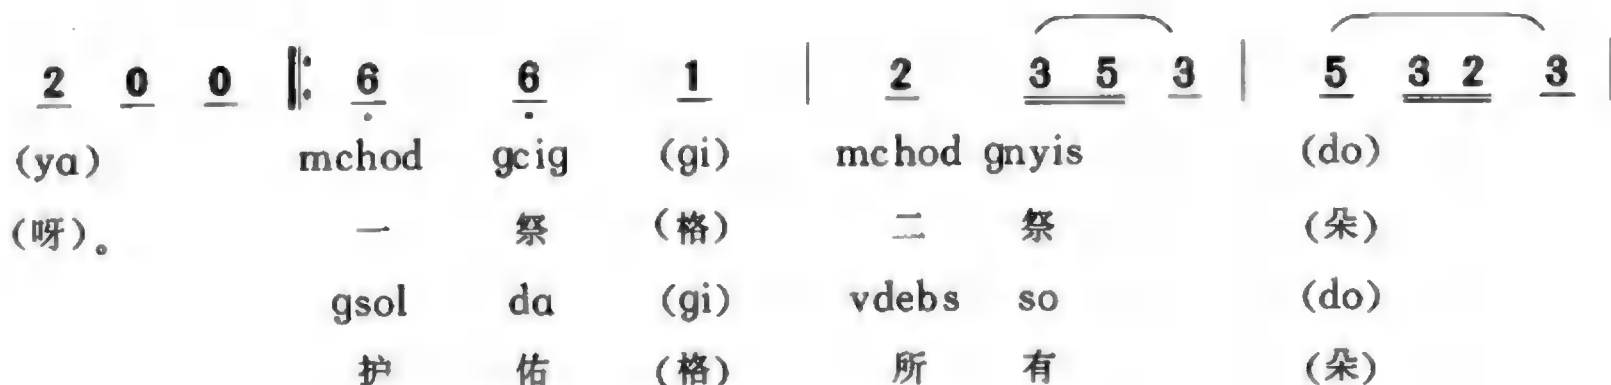 2 0 0 ‖: 6 6 1 | 2 3 5 3 | 5 3 2 3 |
(ya) mchod gcig (gi) mchod gnyis (do)
(呀)。 一 祭 (格) 二 祭 (朵)
gsol da (gi) vdebs so (do)
护 佑 (格) 所 有 (朵)